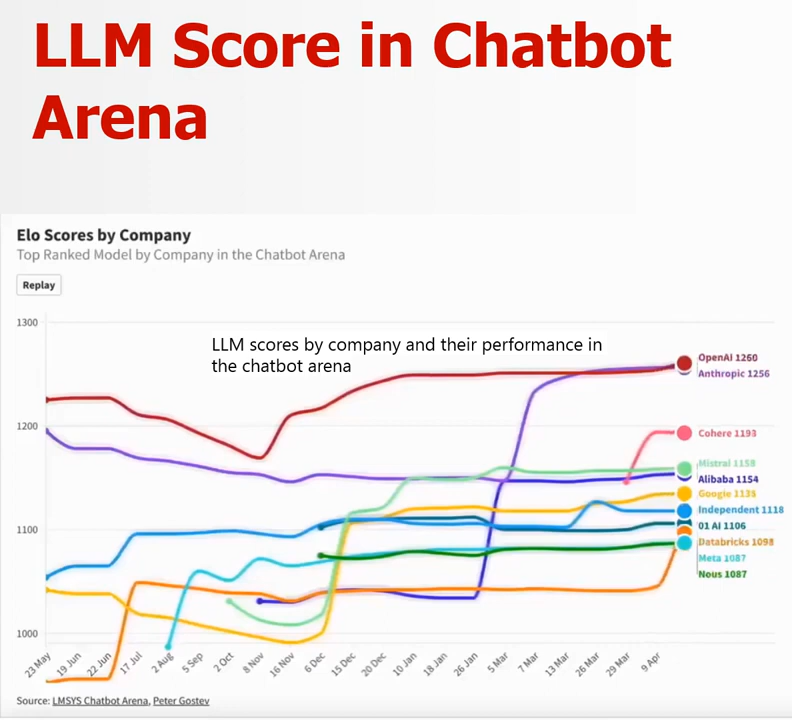 LLM Score in Chatbot
Arena
Elo Scores by Company
Top Ranked Model by Company in the Chatbot Arena
Replay
LLM scores by company and their performance in
the chatbot arena
1300
1200
1100
1000
OpenAI 1260
Anthropic 1256
Cohere 1193
Mistral 1158
Alibaba 1154
Google 1135
Independent 1118
01 AI 1106
Databricks 1098
Meta 1087
Nous 1087
23 May
19 Jun
22 Jun
17 Jul
2 Aug
5 Sep
2 Oct
8 Nov
16 Nov
6 Dec
15 Dec
20 Dec
10 Jan
18 Jan
26 Jan
5 Mar
7 Mar
13 Mar
26 Mar
29 Mar
9 Apr
Source: LMSYS Chatbot Arena, Peter Gostev